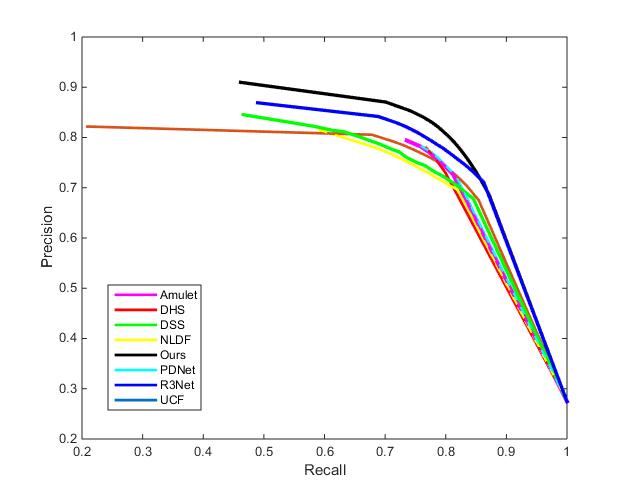 1
0.9
0.8
0.7
0.6
0.5
0.4
0.3
0.2
Precision
Amulet
DHS
DSS
NLDF
Ours
PDNet
R3Net
UCF
0.2 0.3 0.4 0.5 0.6 0.7 0.8 0.9 1
Recall